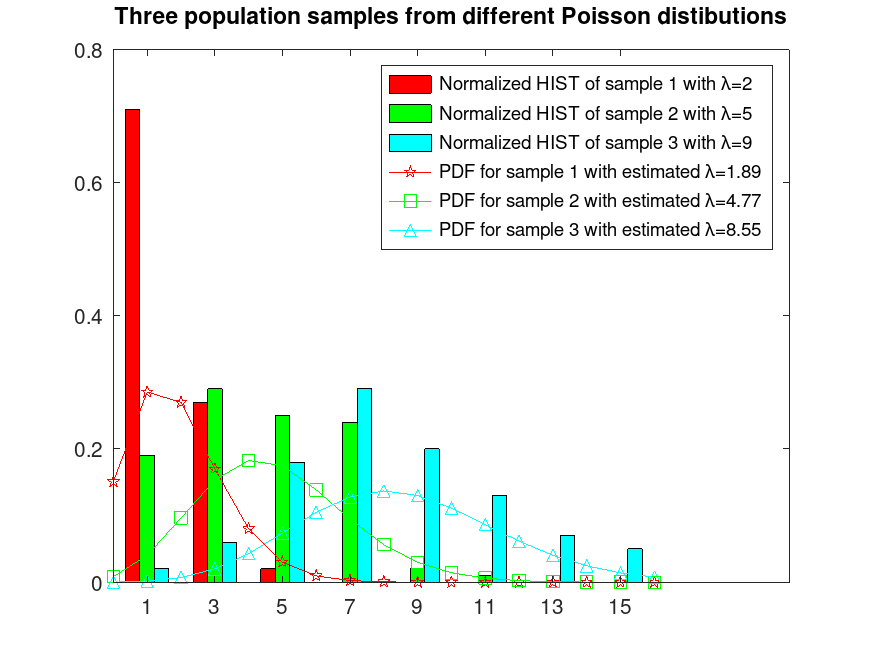 Three population samples from different Poisson distibutions
0.8
0.6
0.4
0.2
0
Normalized HIST of sample 1 with λ=2
Normalized HIST of sample 2 with λ=5
Normalized HIST of sample 3 with λ=9
PDF for sample 1 with estimated λ=1.89
PDF for sample 2 with estimated λ=4.77
PDF for sample 3 with estimated λ=8.55
1 3 5 7 9 11 13 15